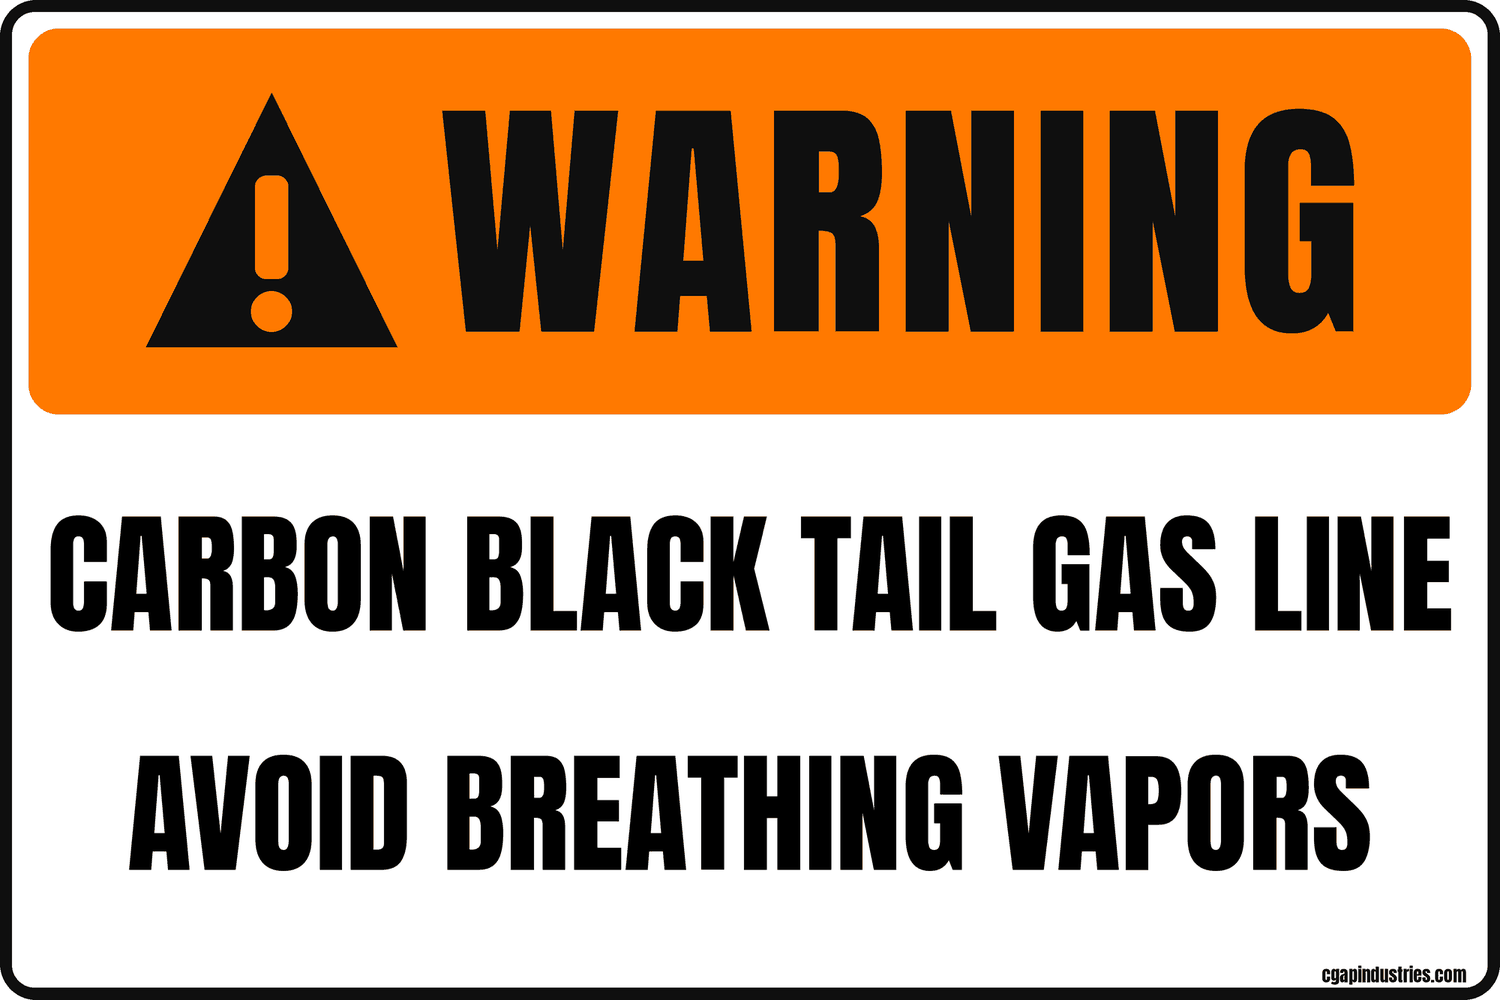 WARNING
CARBON BLACK TAIL GAS LINE
AVOID BREATHING VAPORS
cgapindustries.com